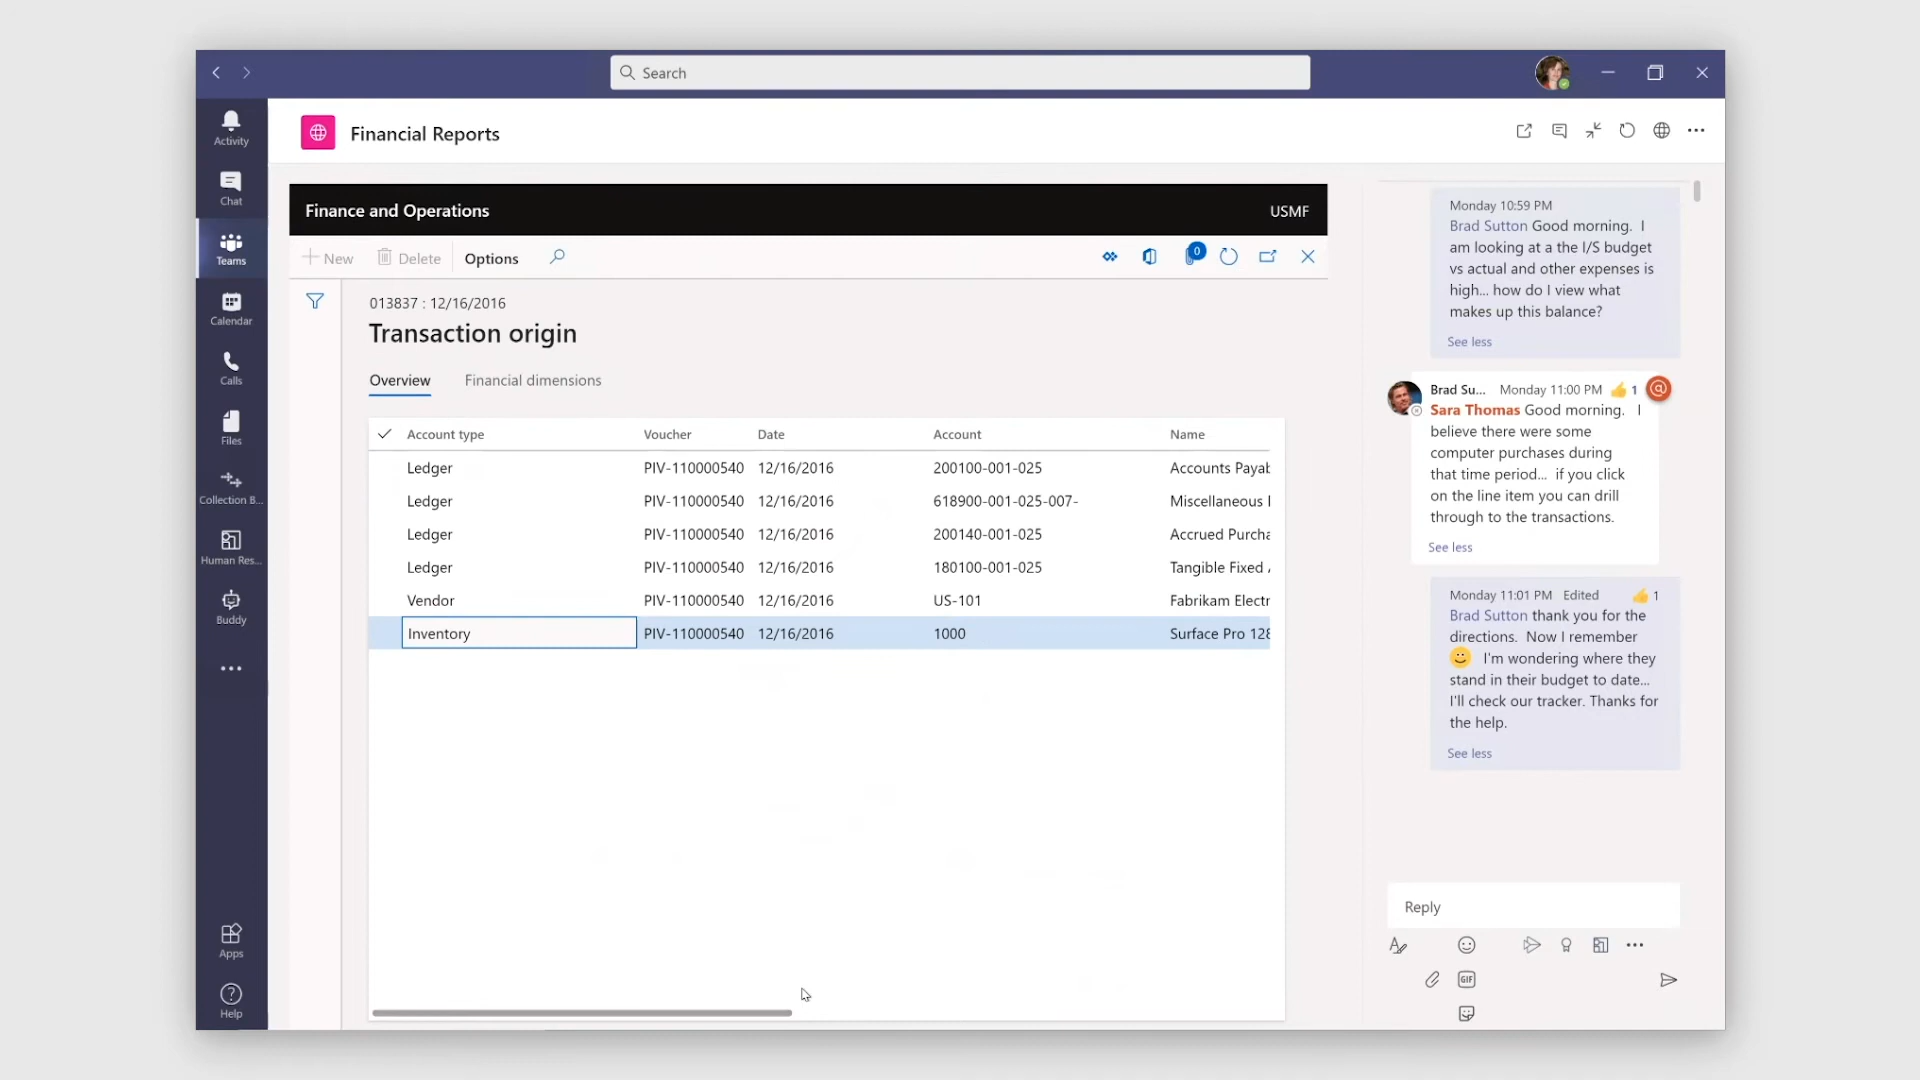 Search
Activity
Chat
Teams
Calendar
Calls
Files
Collection B...
Human Res...
Buddy
Apps
Help
Financial Reports
Finance and Operations
USMF
New
Delete
Options
0
013837 : 12/16/2016
Transaction origin
Overview
Financial dimensions
Account type Voucher Date Account Name
Ledger PIV-110000540 12/16/2016 200100-001-025 Accounts Payab
Ledger PIV-110000540 12/16/2016 618900-001-025-007- Miscellaneous
Ledger PIV-110000540 12/16/2016 200140-001-025 Accrued Purcha
Ledger PIV-110000540 12/16/2016 180100-001-025 Tangible Fixed
Vendor PIV-110000540 12/16/2016 US-101 Fabrikam Electr
Inventory PIV-110000540 12/16/2016 1000 Surface Pro 128
Monday 10:59 PM
Brad Sutton Good morning. I
am looking at a the I/S budget
vs actual and other expenses is
high... how do I view what
makes up this balance?
See less
Brad Su... Monday 11:00 PM 1
Sara Thomas Good morning. I
believe there were some
computer purchases during
that time period... if you click
on the line item you can drill
through to the transactions.
See less
Monday 11:01 PM Edited 1
Brad Sutton thank you for the
directions. Now I remember
I'm wondering where they
stand in their budget to date...
I'll check our tracker. Thanks for
the help.
See less
Reply
GIF